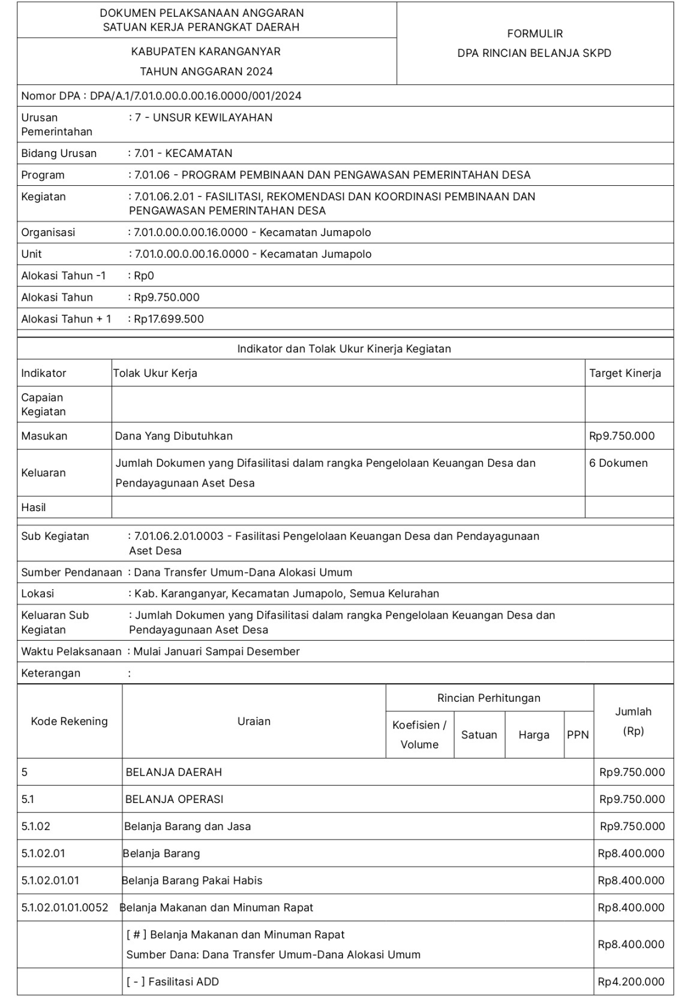 DOKUMEN PELAKSANAAN ANGGARAN
SATUAN KERJA PERANGKAT DAERAH
KABUPATEN KARANGANYAR
TAHUN ANGGARAN 2024
FORMULIR
DPA RINCIAN BELANJA SKPD
Nomor DPA : DPA/A.1/7.01.0.00.0.00.16.0000/001/2024
Urusan Pemerintahan : 7 - UNSUR KEWILAYAHAN
Bidang Urusan : 7.01 - KECAMATAN
Program : 7.01.06 - PROGRAM PEMBINAAN DAN PENGAWASAN PEMERINTAHAN DESA
Kegiatan : 7.01.06.2.01 - FASILITASI, REKOMENDASI DAN KOORDINASI PEMBINAAN DAN
PENGAWASAN PEMERINTAHAN DESA
Organisasi : 7.01.0.00.0.00.16.0000 - Kecamatan Jumapolo
Unit : 7.01.0.00.0.00.16.0000 - Kecamatan Jumapolo
Alokasi Tahun -1 : Rp0
Alokasi Tahun : Rp9.750.000
Alokasi Tahun + 1 : Rp17.699.500
Indikator dan Tolak Ukur Kinerja Kegiatan
Indikator Tolak Ukur Kerja Target Kinerja
Capaian
Kegiatan
Masukan Dana Yang Dibutuhkan Rp9.750.000
Keluaran Jumlah Dokumen yang Difasilitasi dalam rangka Pengelolaan Keuangan Desa dan
Pendayagunaan Aset Desa 6 Dokumen
Hasil
Sub Kegiatan : 7.01.06.2.01.0003 - Fasilitasi Pengelolaan Keuangan Desa dan Pendayagunaan
Aset Desa
Sumber Pendanaan : Dana Transfer Umum-Dana Alokasi Umum
Lokasi : Kab. Karanganyar, Kecamatan Jumapolo, Semua Kelurahan
Keluaran Sub Kegiatan : Jumlah Dokumen yang Difasilitasi dalam rangka Pengelolaan Keuangan Desa dan
Pendayagunaan Aset Desa
Waktu Pelaksanaan : Mulai Januari Sampai Desember
Keterangan :
Kode Rekening Uraian Rincian Perhitungan Jumlah
(Rp)
Koefisien /
Volume Satuan Harga PPN
5 BELANJA DAERAH Rp9.750.000
5.1 BELANJA OPERASI Rp9.750.000
5.1.02 Belanja Barang dan Jasa Rp9.750.000
5.1.02.01 Belanja Barang Rp8.400.000
5.1.02.01.01 Belanja Barang Pakai Habis Rp8.400.000
5.1.02.01.01.0052 Belanja Makanan dan Minuman Rapat Rp8.400.000
[ # ] Belanja Makanan dan Minuman Rapat
Sumber Dana: Dana Transfer Umum-Dana Alokasi Umum Rp8.400.000
[ - ] Fasilitasi ADD Rp4.200.000